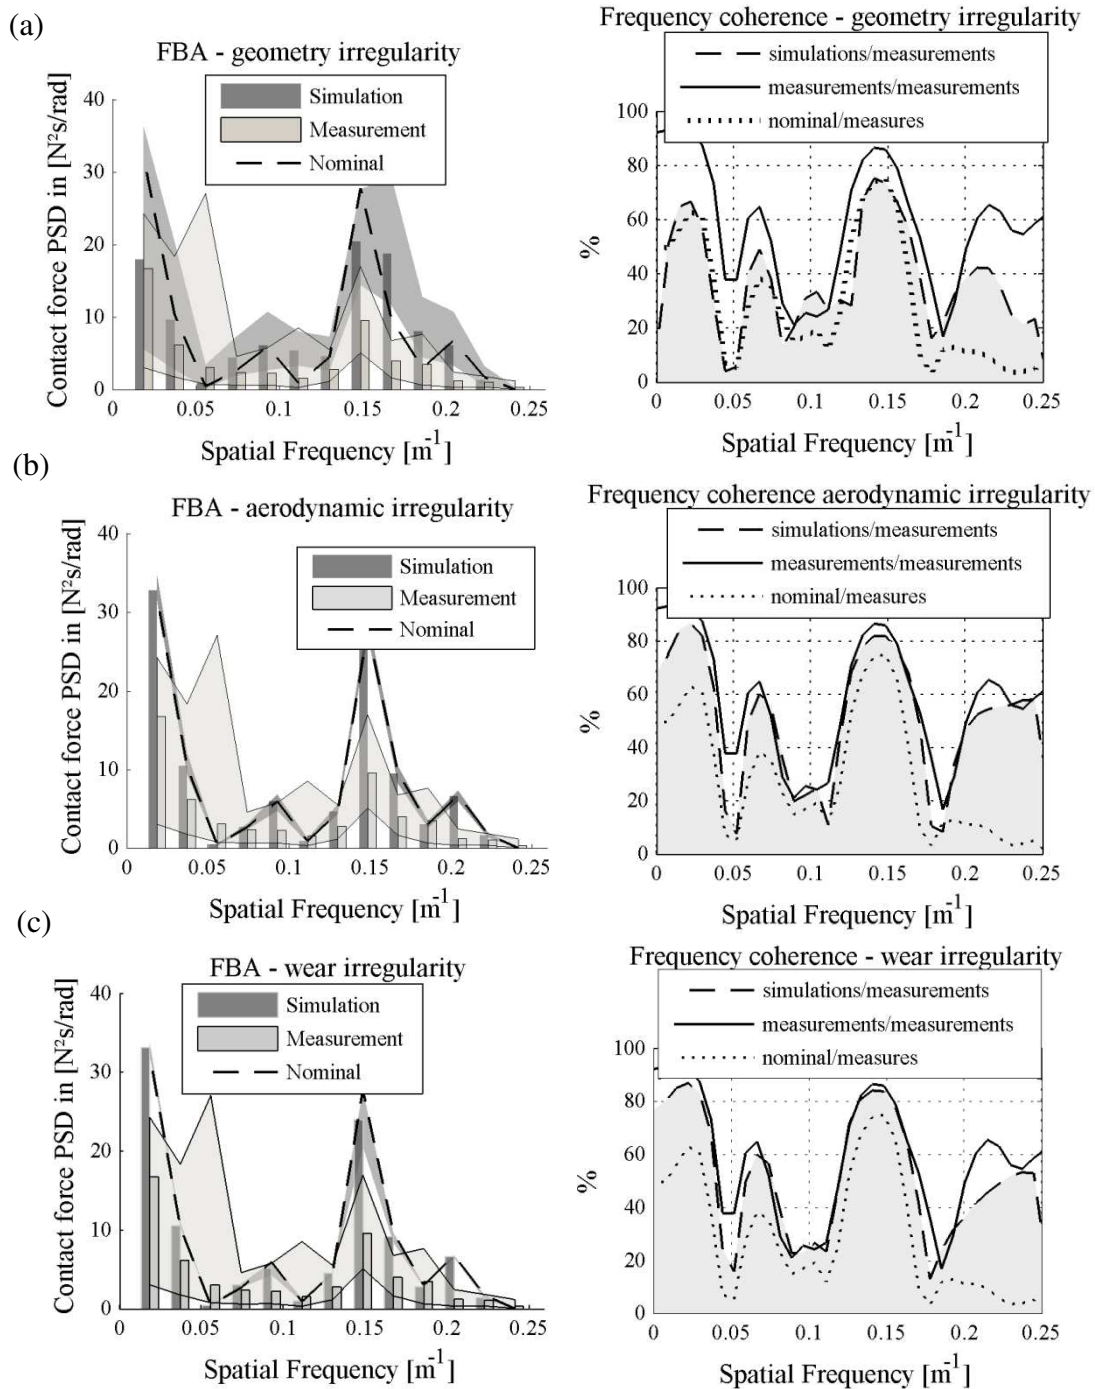 (a)
FBA - geometry irregularity
Simulation
Measurement
Nominal
Contact force PSD in [N²s/rad]
40
30
20
10
0
0
0.05
0.1
0.15
0.2
0.25
Spatial Frequency [m⁻¹]
Frequency coherence - geometry irregularity
simulations/measurements
measurements/measurements
nominal/measures
%
100
80
60
40
20
0
0
0.05
0.1
0.15
0.2
0.25
Spatial Frequency [m⁻¹]
(b)
FBA - aerodynamic irregularity
Simulation
Measurement
Nominal
Contact force PSD in [N²s/rad]
40
30
20
10
0
0
0.05
0.1
0.15
0.2
0.25
Spatial Frequency [m⁻¹]
Frequency coherence aerodynamic irregularity
simulations/measurements
measurements/measurements
nominal/measures
%
100
80
60
40
20
0
0
0.05
0.1
0.15
0.2
0.25
Spatial Frequency [m⁻¹]
(c)
FBA - wear irregularity
Simulation
Measurement
Nominal
Contact force PSD in [N²s/rad]
40
30
20
10
0
0
0.05
0.1
0.15
0.2
0.25
Spatial Frequency [m⁻¹]
Frequency coherence - wear irregularity
simulations/measurements
measurements/measurements
nominal/measures
%
100
80
60
40
20
0
0
0.05
0.1
0.15
0.2
0.25
Spatial Frequency [m⁻¹]